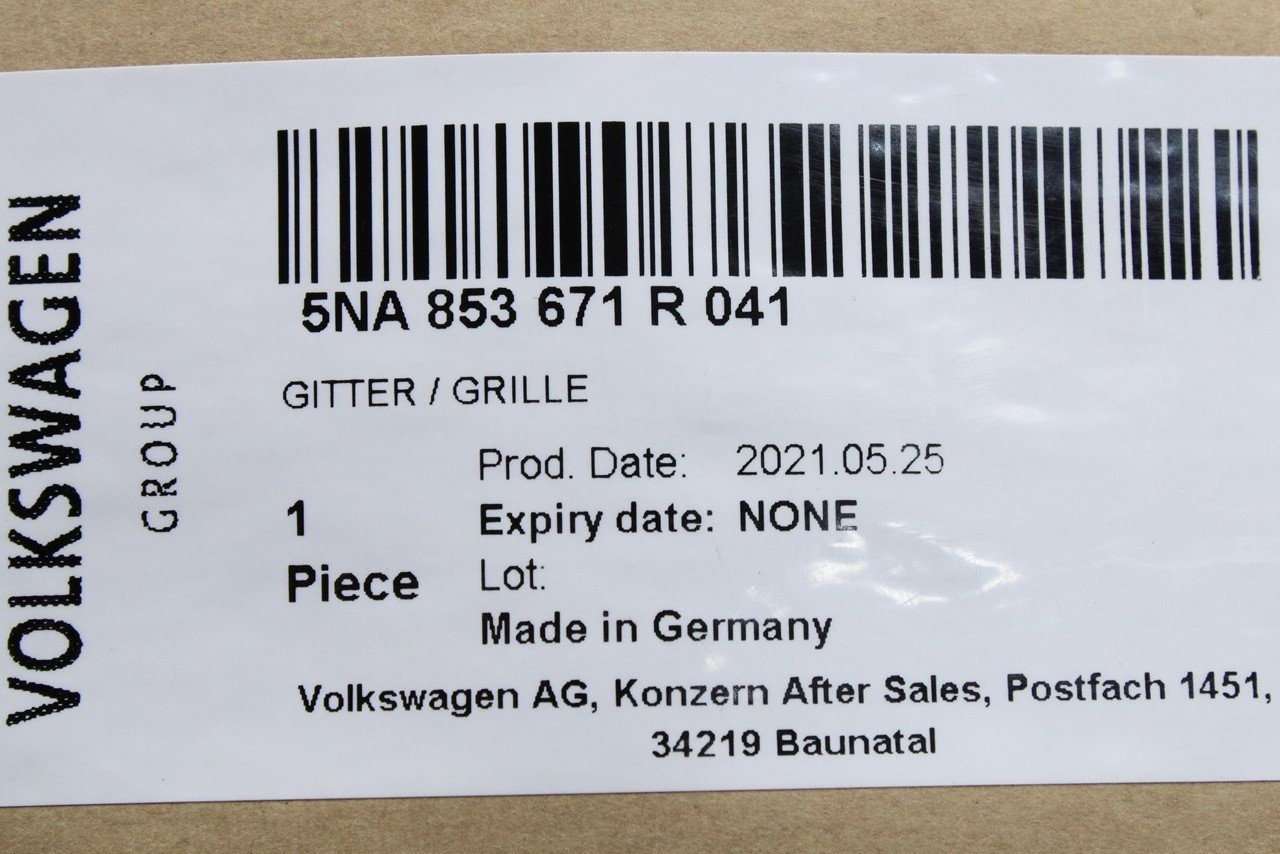 VOLKSWAGEN
GROUP
5NA 853 671 R 041
GITTER / GRILLE
Prod. Date: 2021.05.25
1 Expiry date: NONE
Piece Lot:
Made in Germany
Volkswagen AG, Konzern After Sales, Postfach 1451,
34219 Baunatal